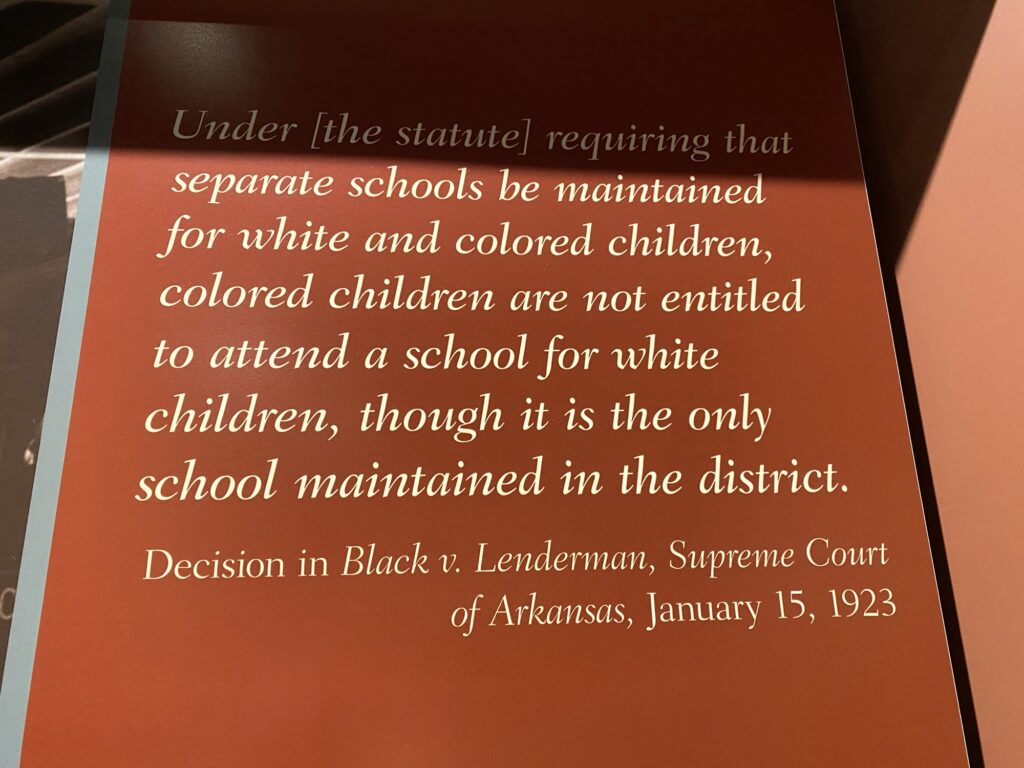 Under [the statute] requiring that
separate schools be maintained
for white and colored children,
colored children are not entitled
to attend a school for white
children, though it is the only
school maintained in the district.
Decision in Black v. Lenderman, Supreme Court
of Arkansas, January 15, 1923